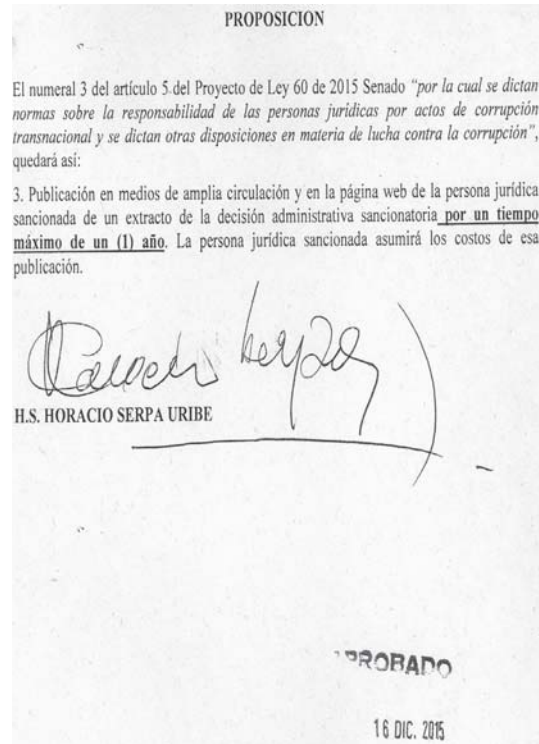 PROPOSICION
El numeral 3 del artículo 5 del Proyecto de Ley 60 de 2015 Senado “por la cual se dictan
normas sobre la responsabilidad de las personas jurídicas por actos de corrupción
transnacional y se dictan otras disposiciones en materia de lucha contra la corrupción”,
quedará así:
3. Publicación en medios de amplia circulación y en la página web de la persona jurídica
sancionada de un extracto de la decisión administrativa sancionatoria por un tiempo
máximo de un (1) año. La persona jurídica sancionada asumirá los costos de esa
publicación.
Horacio Serpa
H.S. HORACIO SERPA URIBE
APROBADO
16 DIC. 2015